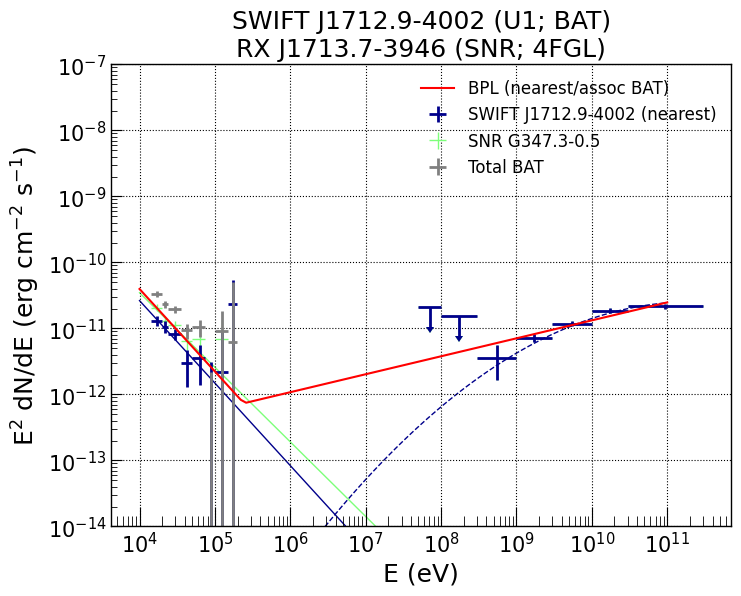 SWIFT J1712.9-4002 (U1; BAT)
RX J1713.7-3946 (SNR; 4FGL)
BPL (nearest/assoc BAT)
SWIFT J1712.9-4002 (nearest)
SNR G347.3-0.5
Total BAT
E² dN/dE (erg cm⁻² s⁻¹)
10⁻⁷
10⁻⁸
10⁻⁹
10⁻¹⁰
10⁻¹¹
10⁻¹²
10⁻¹³
10⁻¹⁴
10⁴ 10⁵ 10⁶ 10⁷ 10⁸ 10⁹ 10¹⁰ 10¹¹
E (eV)